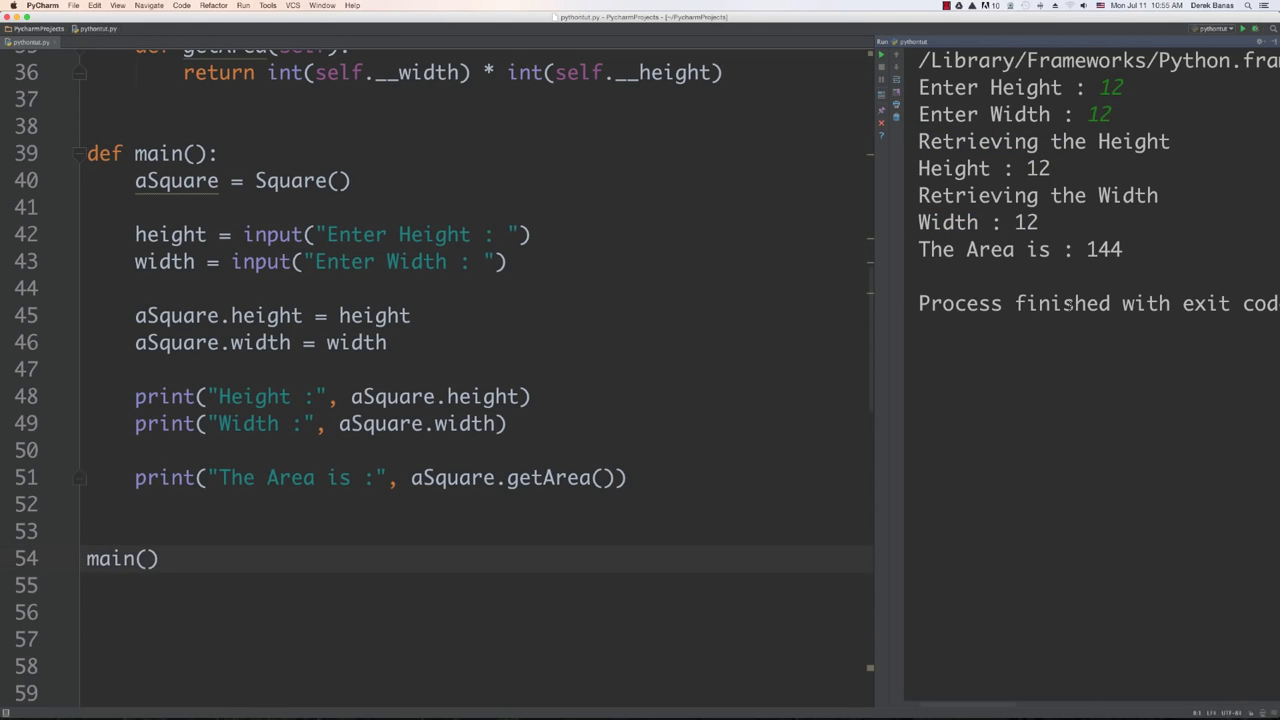 PyCharm File Edit View Navigate Code Refactor Run Tools VCS Window Help 10 Mon Jul 11 10:55 AM Derek Banas
pythontut.py - PycharmProjects - [~/PycharmProjects]
PycharmProjects pythontut.py pythontut
pythontut.py
Run pythontut
def getArea(self):
36 return int(self.__width) * int(self.__height)
37
38
39 def main():
40 aSquare = Square()
41
42 height = input("Enter Height : ")
43 width = input("Enter Width : ")
44
45 aSquare.height = height
46 aSquare.width = width
47
48 print("Height :", aSquare.height)
49 print("Width :", aSquare.width)
50
51 print("The Area is :", aSquare.getArea())
52
53
54 main()
55
56
57
58
59
/Library/Frameworks/Python.fra
Enter Height : 12
Enter Width : 12
Retrieving the Height
Height : 12
Retrieving the Width
Width : 12
The Area is : 144
Process finished with exit cod
LF÷ UTF-8÷